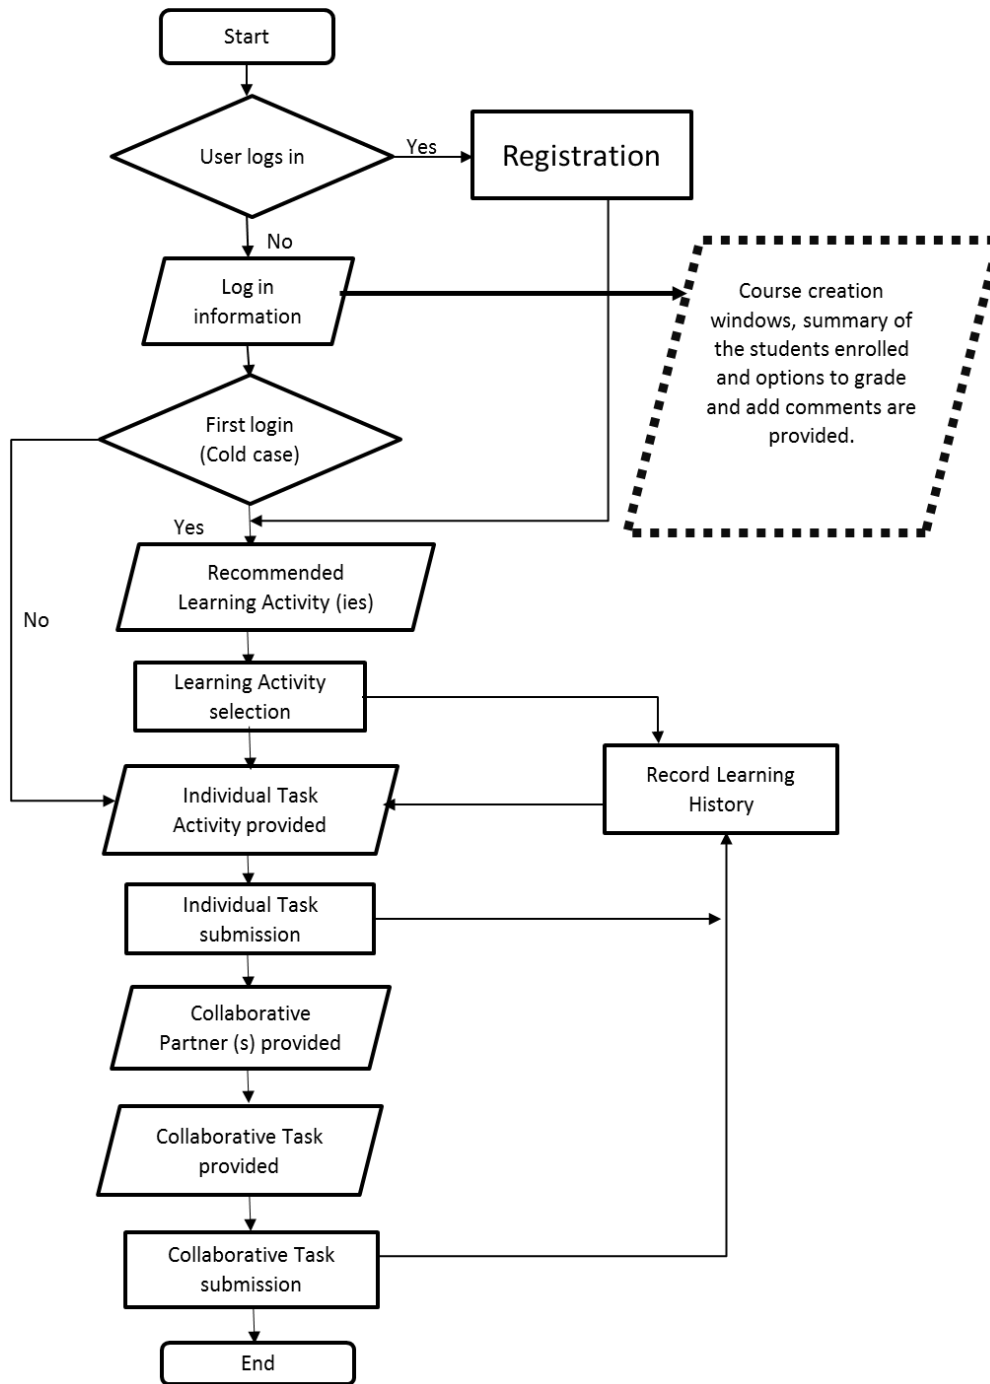 Start
User logs in
Yes
Registration
No
Log in
information
Course creation
windows, summary of
the students enrolled
and options to grade
and add comments are
provided.
First login
(Cold case)
Yes
Recommended
Learning Activity (ies)
No
Learning Activity
selection
Record Learning
History
Individual Task
Activity provided
Individual Task
submission
Collaborative
Partner (s) provided
Collaborative Task
provided
Collaborative Task
submission
End